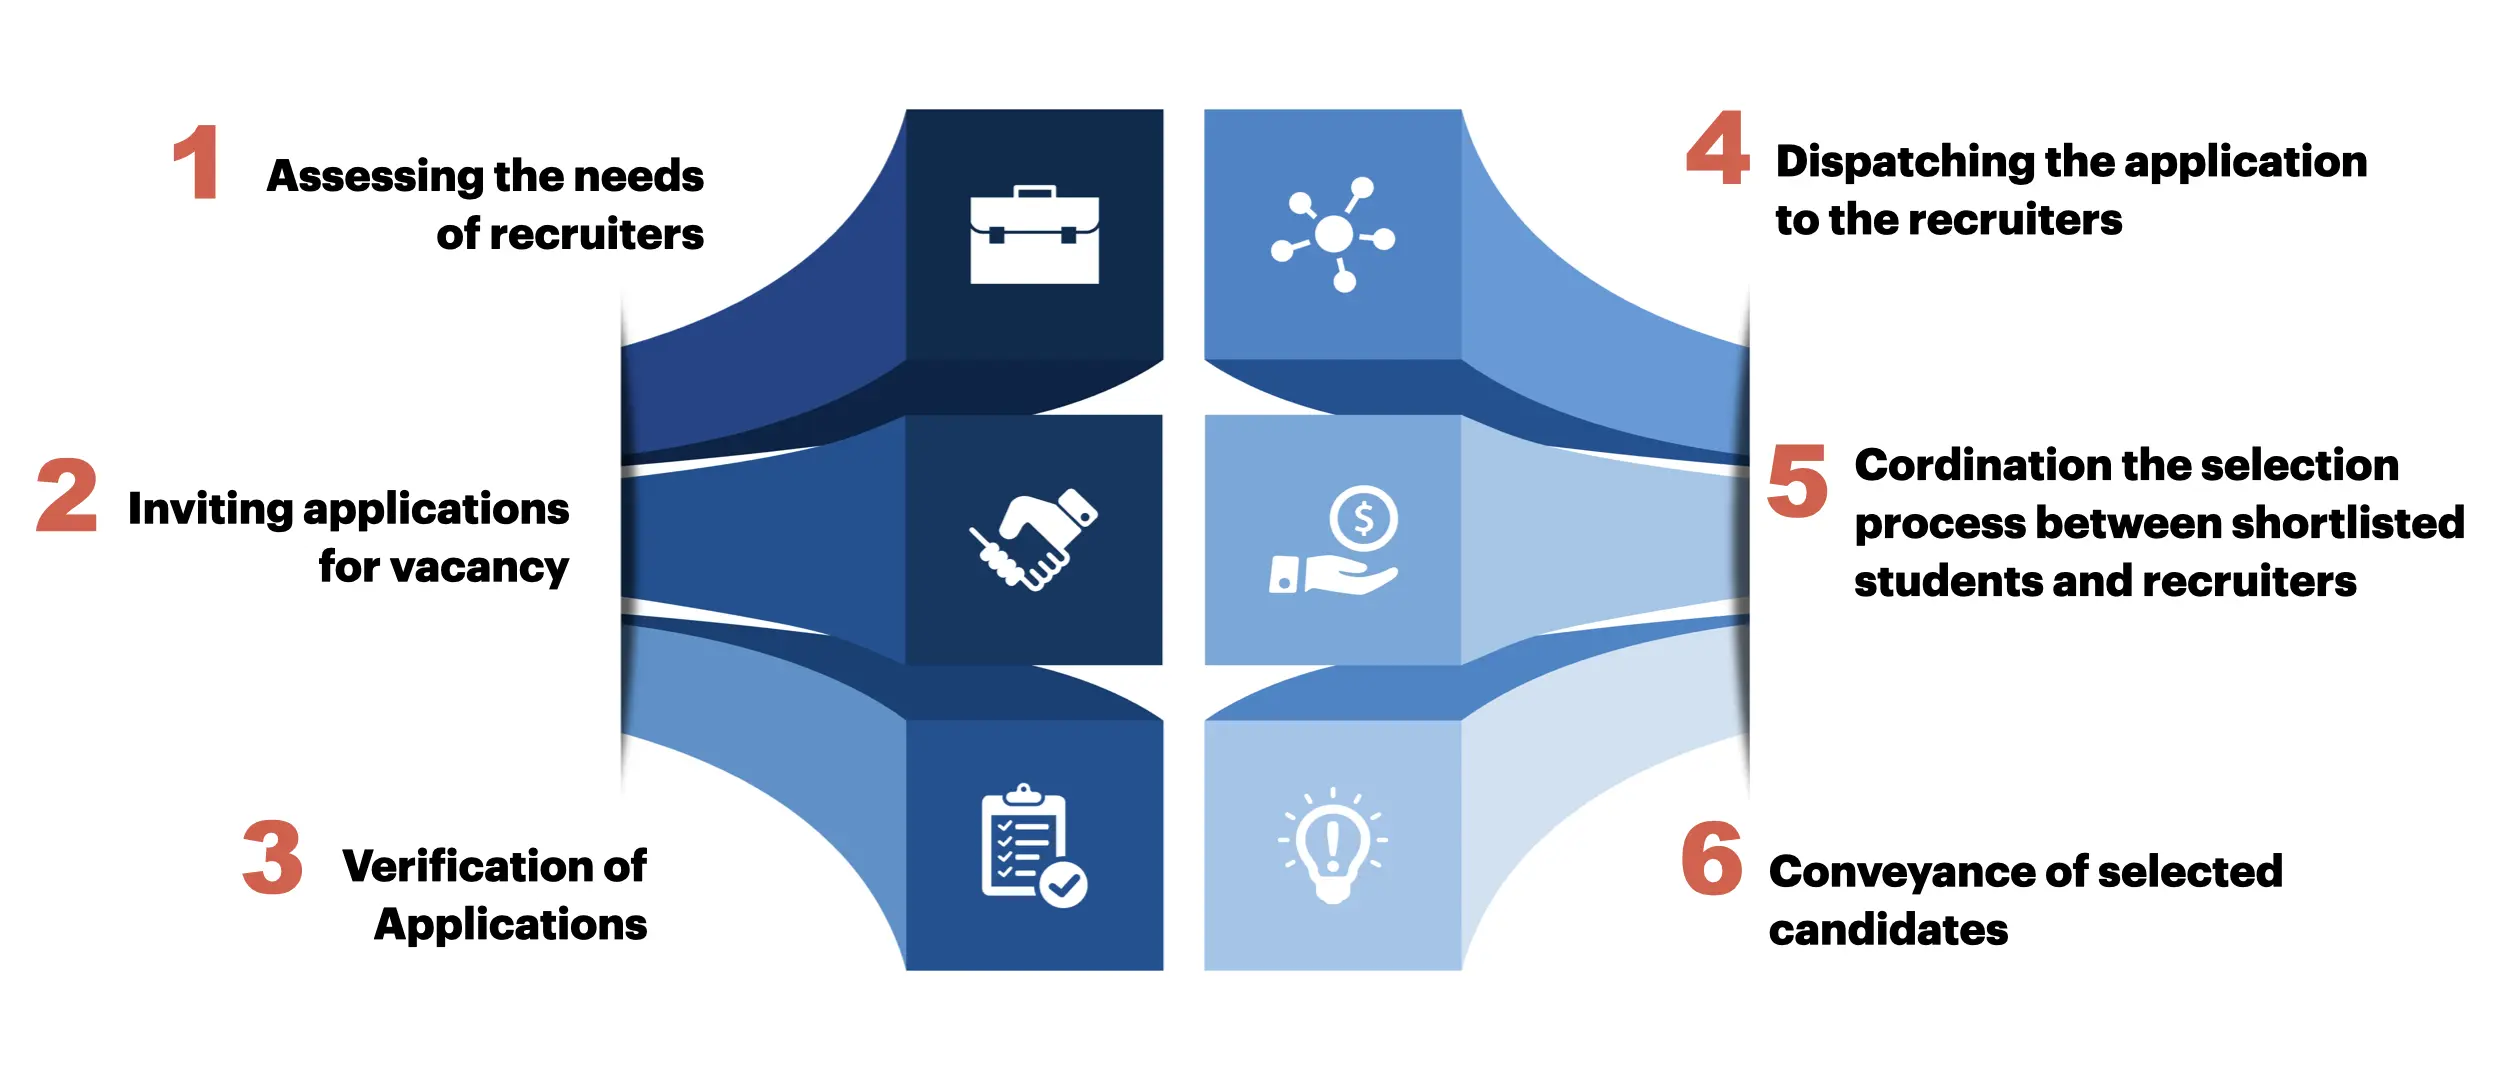 1
Assessing the needs
of recruiters
2
Inviting applications
for vacancy
3
Verification of
Applications
4
Dispatching the application
to the recruiters
5
Cordination the selection
process between shortlisted
students and recruiters
6
Conveyance of selected
candidates
$